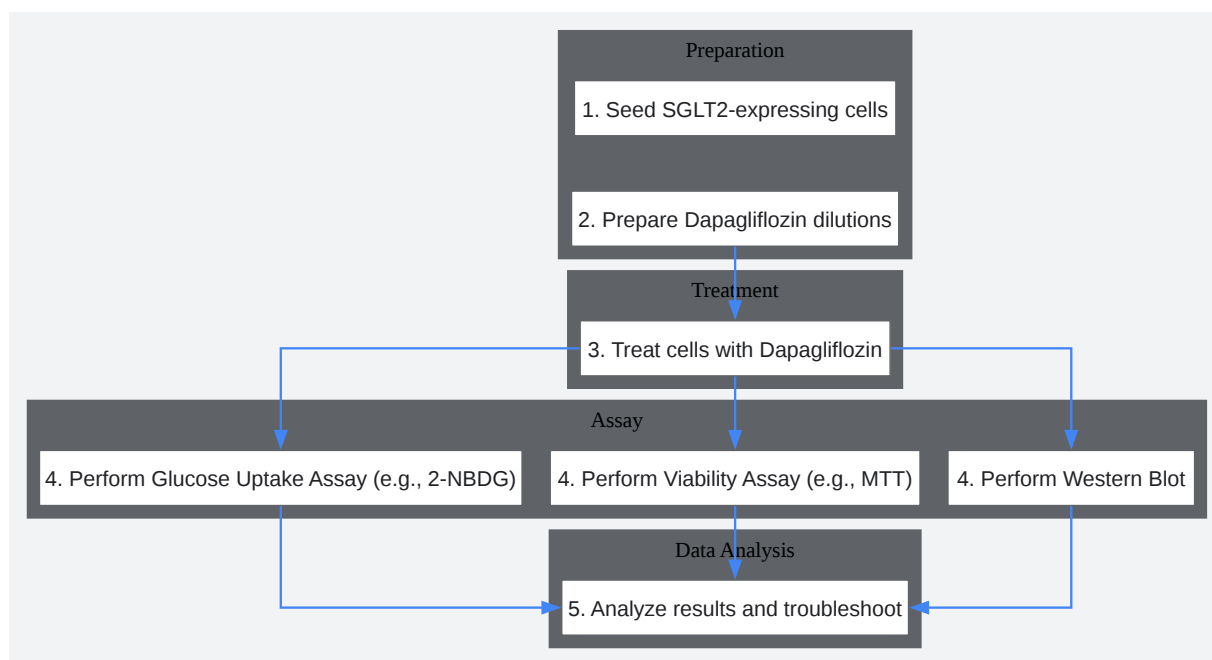 Preparation
1. Seed SGLT2-expressing cells
2. Prepare Dapagliflozin dilutions
Treatment
3. Treat cells with Dapagliflozin
Assay
4. Perform Glucose Uptake Assay (e.g., 2-NBDG)
4. Perform Viability Assay (e.g., MTT)
4. Perform Western Blot
Data Analysis
5. Analyze results and troubleshoot